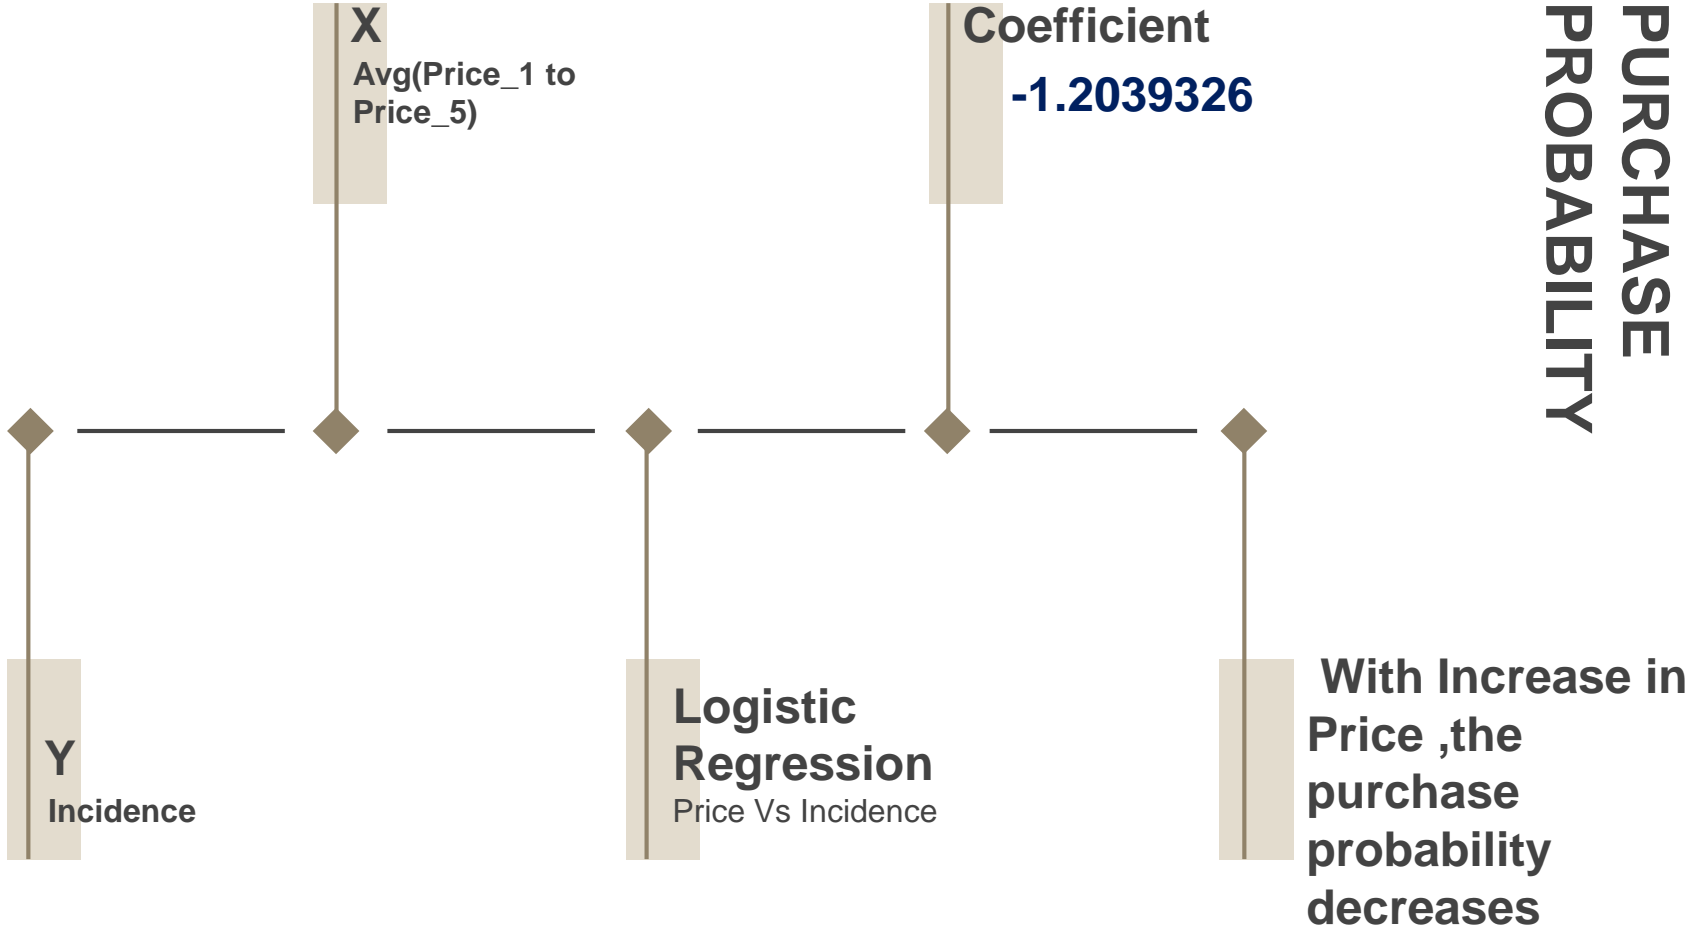 PURCHASE
PROBABILITY
Y
Incidence
X
Avg(Price_1 to
Price_5)
Logistic
Regression
Price Vs Incidence
Coefficient
-1.2039326
With Increase in
Price ,the
purchase
probability
decreases